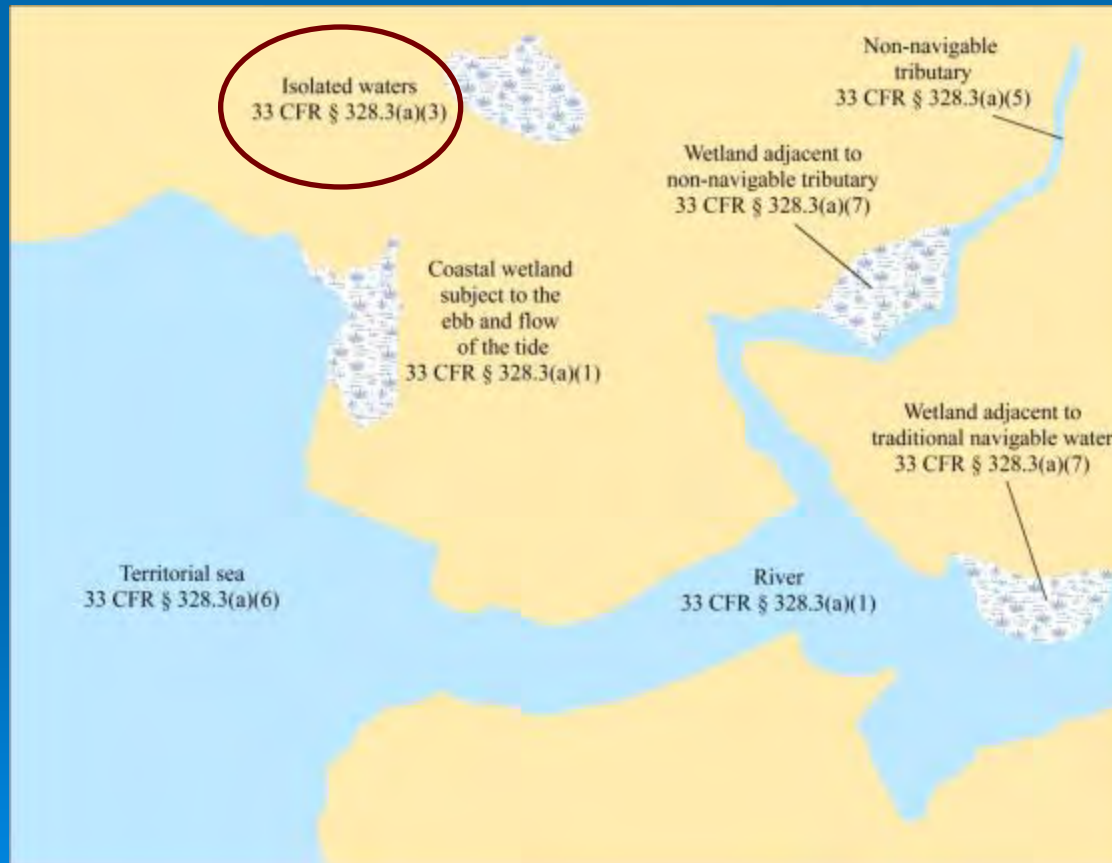 Isolated waters
33 CFR § 328.3(a)(3)
Non-navigable
tributary
33 CFR § 328.3(a)(5)
Wetland adjacent to
non-navigable tributary
33 CFR § 328.3(a)(7)
Coastal wetland
subject to the
ebb and flow
of the tide
33 CFR § 328.3(a)(1)
Wetland adjacent to
traditional navigable water
33 CFR § 328.3(a)(7)
Territorial sea
33 CFR § 328.3(a)(6)
River
33 CFR § 328.3(a)(1)